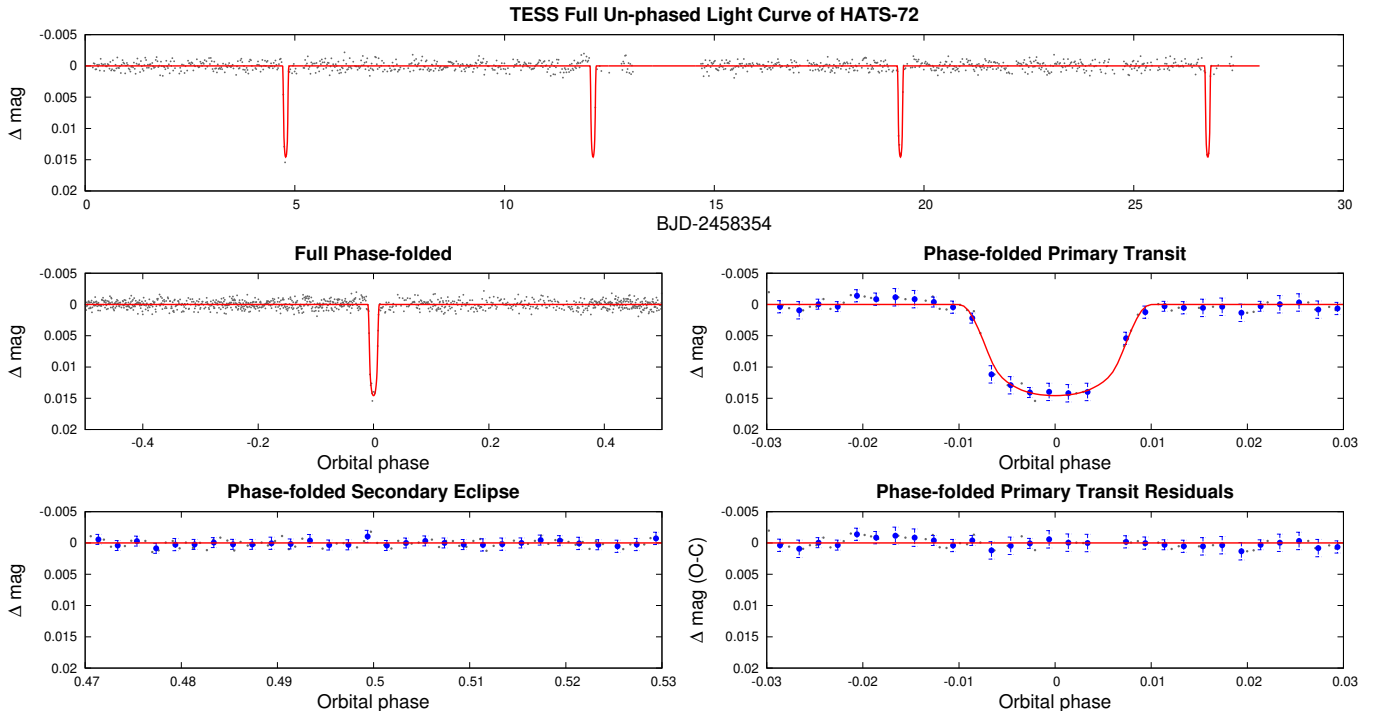 TESS Full Un-phased Light Curve of HATS-72
-0.005
0
0.005
0.01
0.015
0.02
Δ mag
0 5 10 15 20 25 30
BJD-2458354
Full Phase-folded
-0.005
0
0.005
0.01
0.015
0.02
Δ mag
-0.4 -0.2 0 0.2 0.4
Orbital phase
Phase-folded Primary Transit
-0.005
0
0.005
0.01
0.015
0.02
Δ mag
-0.03 -0.02 -0.01 0 0.01 0.02 0.03
Orbital phase
Phase-folded Secondary Eclipse
-0.005
0
0.005
0.01
0.015
0.02
Δ mag
0.47 0.48 0.49 0.5 0.51 0.52 0.53
Orbital phase
Phase-folded Primary Transit Residuals
-0.005
0
0.005
0.01
0.015
0.02
Δ mag (O-C)
-0.03 -0.02 -0.01 0 0.01 0.02 0.03
Orbital phase